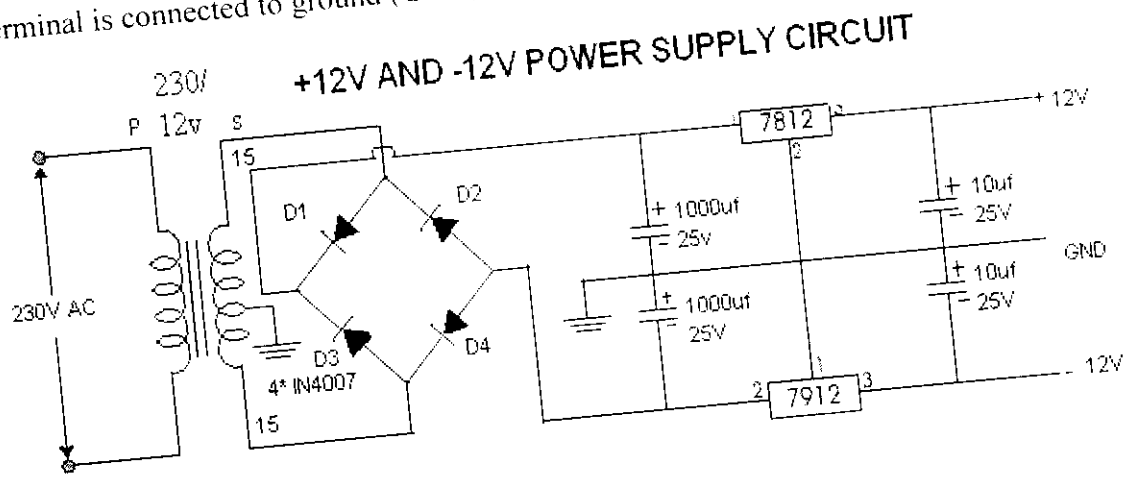 terminal is connected to ground (
+12V AND -12V POWER SUPPLY CIRCUIT
230/
P 12v S
15
7812
1
2
+ 12V
D1
D2
+ 1000uf
25v
+ 10uf
25V
GND
230V AC
+ 1000uf
25V
+ 10uf
25V
D3
D4
4* IN4007
1
2 7912 3
- 12V
15